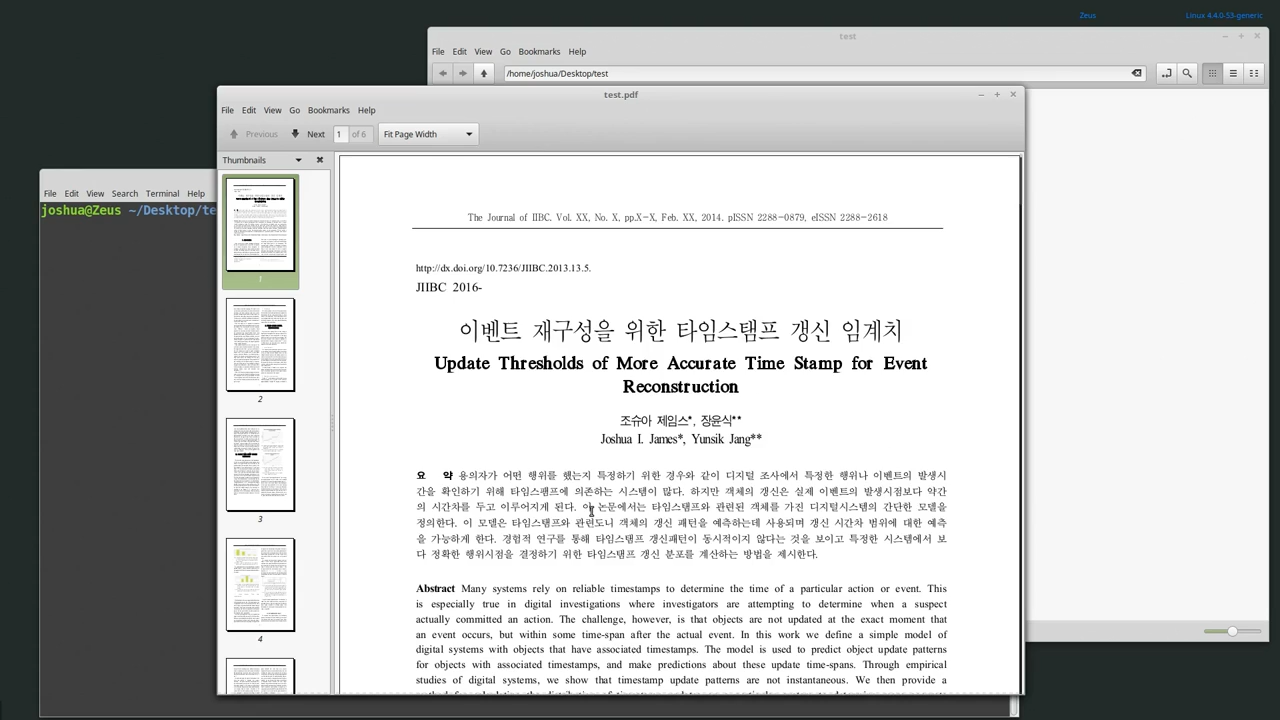 Zeus
Linux 4.4.0-53-generic
test
File Edit View Go Bookmarks Help
/home/joshua/Desktop/test
test.pdf
File Edit View Go Bookmarks Help
Previous Next 1 of 6 Fit Page Width
Thumbnails
1
2
3
4
File Edit View Search Terminal Help
joshua@Zeus ~/Desktop/te
The Journal of IIBC, Vol. XX, No. X, pp.X-X, Feb. XX, 2013. pISSN 2288-0879, eISSN 2288-2618
http://dx.doi.org/10.7236/JIIBC.2013.13.5.
JIIBC 2016-
이벤트 재구성을 위한 타임스탬프 갱신 임계치
Update Thresholds of More Accurate Time Stamp for Event
Reconstruction
조슈아 제임스*, 장윤식**
Joshua I. James*, Yunsik Jang**
요 약 용의자가 언제 행위를 했는지 특정하기 위한 많은 디지털 조사에서 특정한 행위나 이벤트의 발생시
간을 확인하기 위해 타임스탬프에 의존하는 시스템이 많다. 하지만 객체의 갱신은 실제 이벤트의 발생시점보다 약간
의 시간차를 두고 이루어지게 된다. 이 논문에서는 타임스탬프와 관련된 객체를 가진 디지털시스템의 간단한 모델을
정의한다. 이 모델은 타임스탬프와 관련도니 객체의 갱신 패턴을 예측하는데 사용되며 갱신 시간차 범위에 대한 예측
을 가능하게 한다. 경험적 연구를 통해 타임스탬프 갱신패턴이 동시적이지 않다는 것을 보이고 특정한 시스템에서 보
다 정확한 행위시점을 결정하기 위한 타임스탬프 갱신 분포를 계산하는 방법을 제시한다.
Abstract Many systems rely on reliable timestamps to determine the time of a particular action or event. This
is especially true in digital investigations where investigators are attempting to determine when a suspect
actually committed an action. The challenge, however, is that objects are not updated at the exact moment that
an event occurs, but within some time-span after the actual event. In this work we define a simple model of
digital systems with objects that have associated timestamps. The model is used to predict object update patterns
for objects with associated timestamps, and make predictions about these update time-spans. Through empirical
studies of digital systems, we show that timestamp update patterns are not instantaneous. We then provide a